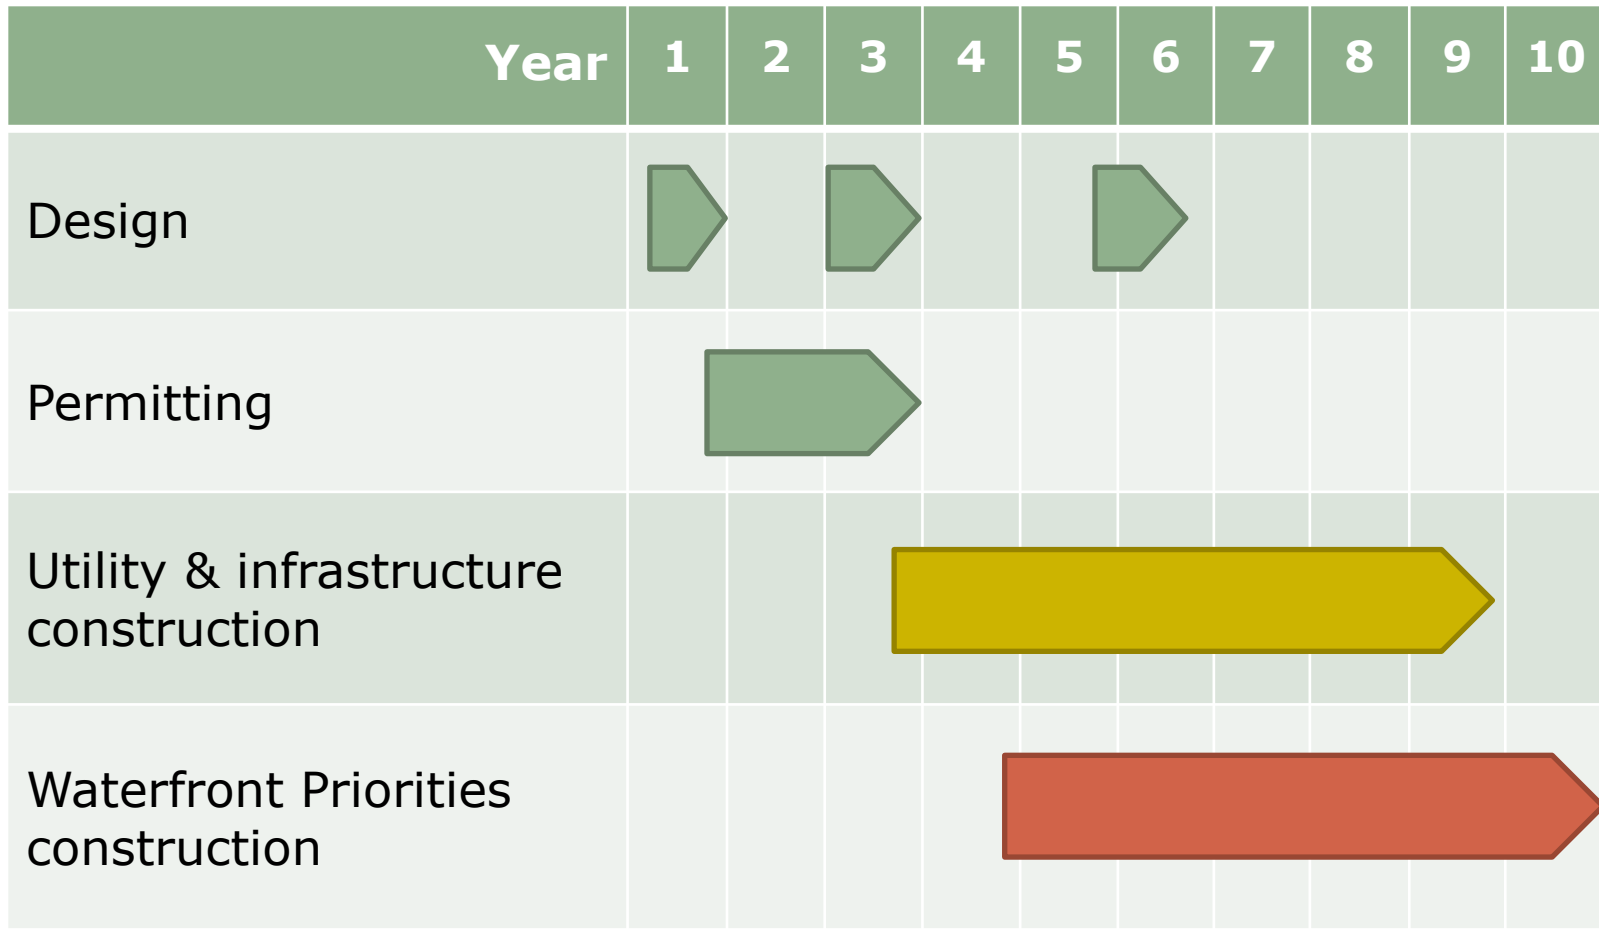 Year 1 2 3 4 5 6 7 8 9 10
Design
Permitting
Utility & infrastructure
construction
Waterfront Priorities
construction